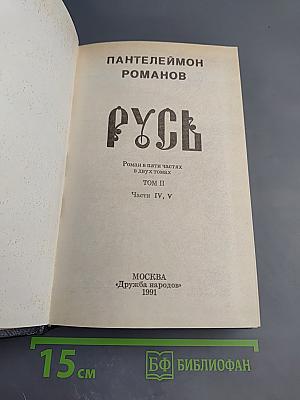 ПАНТЕЛЕЙМОН
РОМАНОВ
РУСЬ
Роман в пяти частях
в двух томах
ТОМ II
Части IV, V
МОСКВА
«Дружба народов»
1991
15 см
БФ БИБЛИОФАН